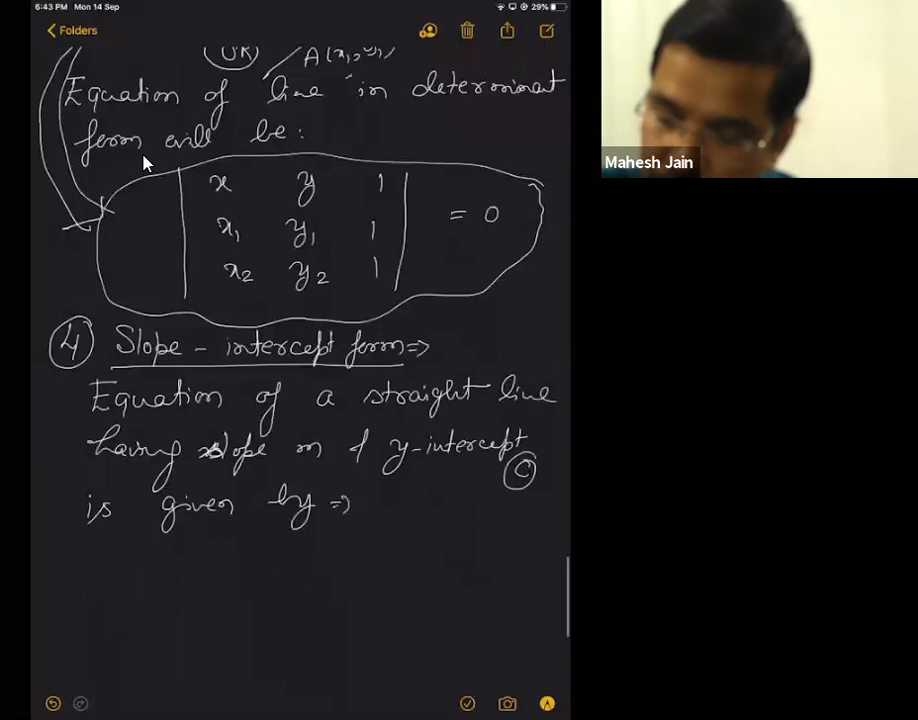 6:43 PM Mon 14 Sep
29%
Folders
(OR) A(x₁, y₁)
Equation of line in determinant
form will be:
x y 1
x₁ y₁ 1 = 0
x₂ y₂ 1
④ Slope - intercept form ⇒
Equation of a straight line
having slope m & y-intercept
Ⓒ
is given by ⇒
Mahesh Jain